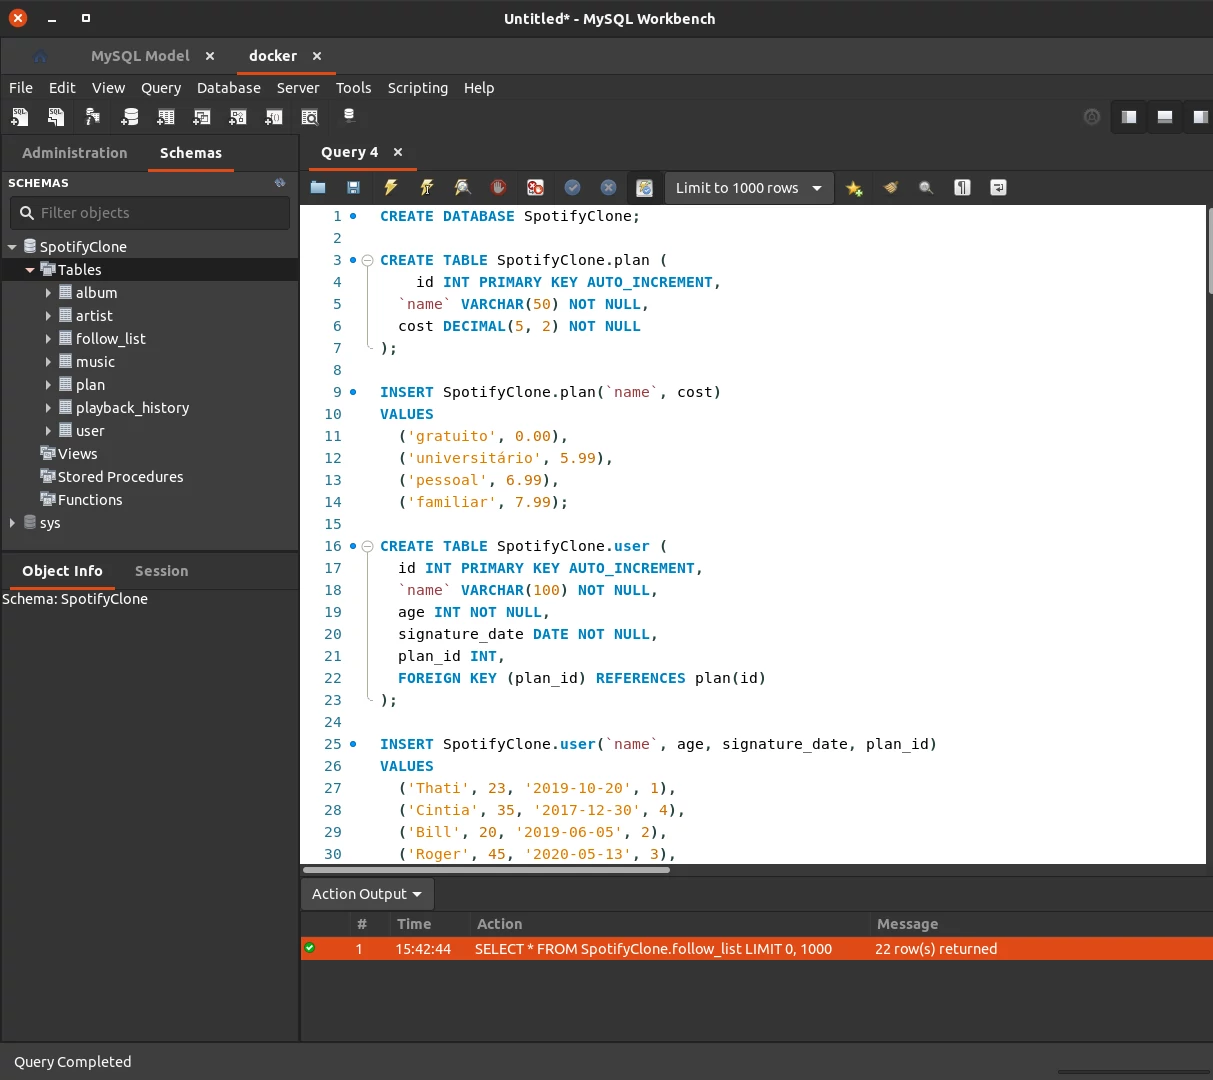 Untitled* - MySQL Workbench
MySQL Model
docker
File Edit View Query Database Server Tools Scripting Help
Administration Schemas
Query 4
SCHEMAS
Limit to 1000 rows
Filter objects
SpotifyClone
Tables
album
artist
follow_list
music
plan
playback_history
user
Views
Stored Procedures
Functions
sys
Object Info Session
Schema: SpotifyClone
1 CREATE DATABASE SpotifyClone;
2
3 CREATE TABLE SpotifyClone.plan (
4 id INT PRIMARY KEY AUTO_INCREMENT,
5 `name` VARCHAR(50) NOT NULL,
6 cost DECIMAL(5, 2) NOT NULL
7 );
8
9 INSERT SpotifyClone.plan(`name`, cost)
10 VALUES
11 ('gratuito', 0.00),
12 ('universitário', 5.99),
13 ('pessoal', 6.99),
14 ('familiar', 7.99);
15
16 CREATE TABLE SpotifyClone.user (
17 id INT PRIMARY KEY AUTO_INCREMENT,
18 `name` VARCHAR(100) NOT NULL,
19 age INT NOT NULL,
20 signature_date DATE NOT NULL,
21 plan_id INT,
22 FOREIGN KEY (plan_id) REFERENCES plan(id)
23 );
24
25 INSERT SpotifyClone.user(`name`, age, signature_date, plan_id)
26 VALUES
27 ('Thati', 23, '2019-10-20', 1),
28 ('Cintia', 35, '2017-12-30', 4),
29 ('Bill', 20, '2019-06-05', 2),
30 ('Roger', 45, '2020-05-13', 3),
Action Output
# Time Action Message
1 15:42:44 SELECT * FROM SpotifyClone.follow_list LIMIT 0, 1000 22 row(s) returned
Query Completed